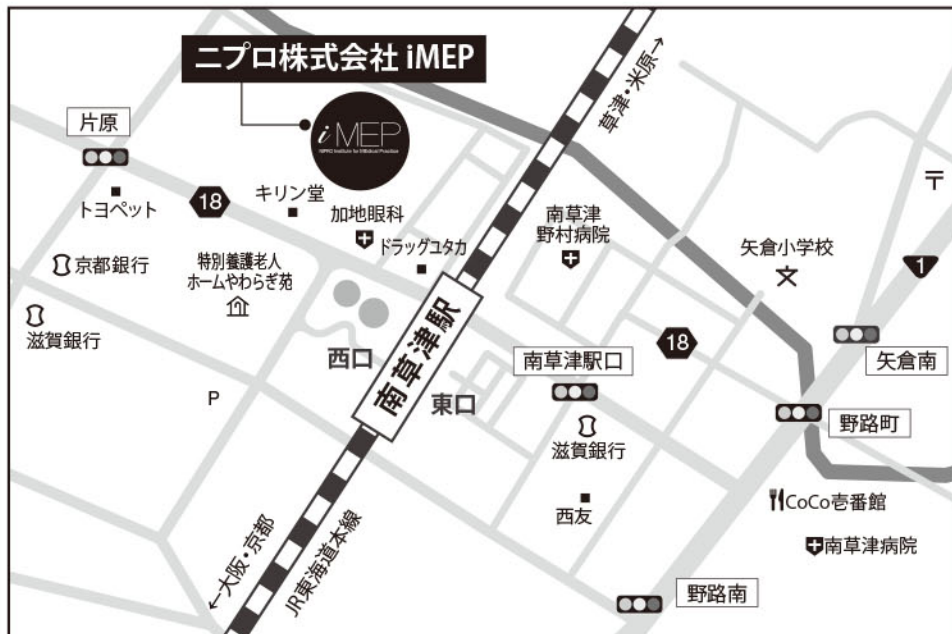 ニプロ株式会社 iMEP
草津・米原→
片原
iMEP
NIPRO Institute for MEdical Practice
18
キリン堂
トヨペット
加地眼科
南草津
野村病院
〒
ドラッグユタカ
矢倉小学校
文
1
京都銀行
特別養護老人
ホームやわらぎ苑
滋賀銀行
18
西口
南草津駅
南草津駅口
矢倉南
P
東口
野路町
滋賀銀行
CoCo壱番館
西友
南草津病院
←大阪・京都
JR東海道本線
野路南